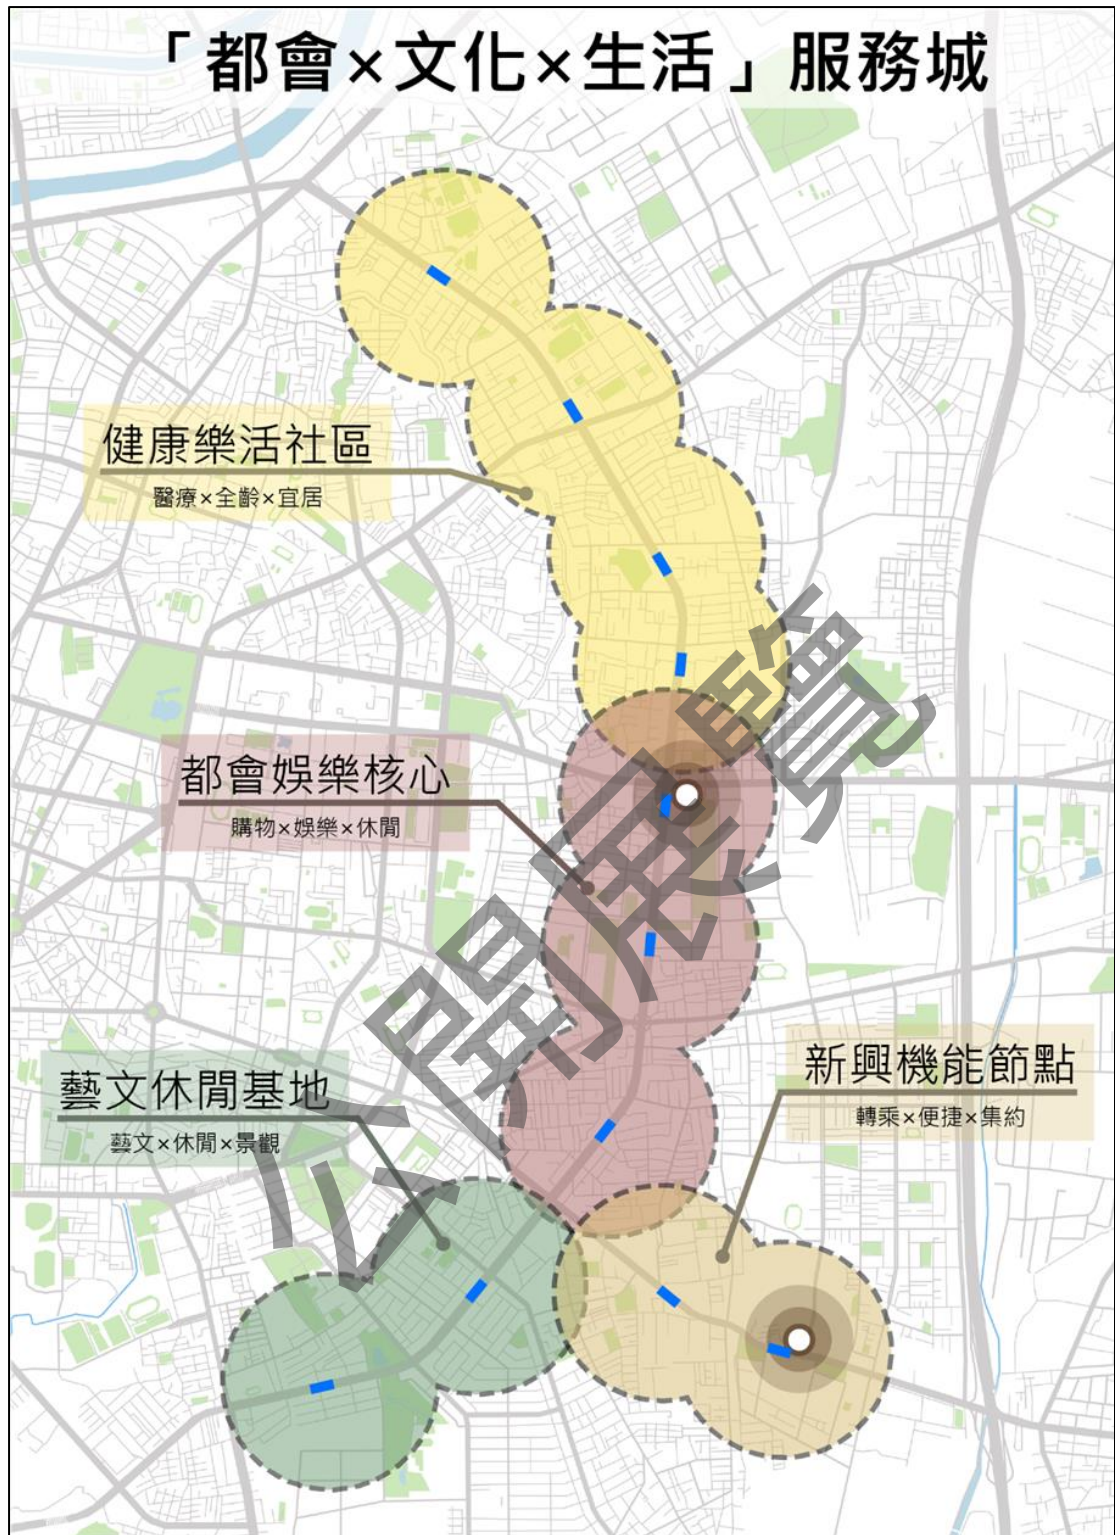 「都會×文化×生活」服務城
健康樂活社區
醫療×全齡×宜居
都會娛樂核心
購物×娛樂×休閒
新興機能節點
轉乘×便捷×集約
藝文休閒基地
藝文×休閒×景觀
公開展覽